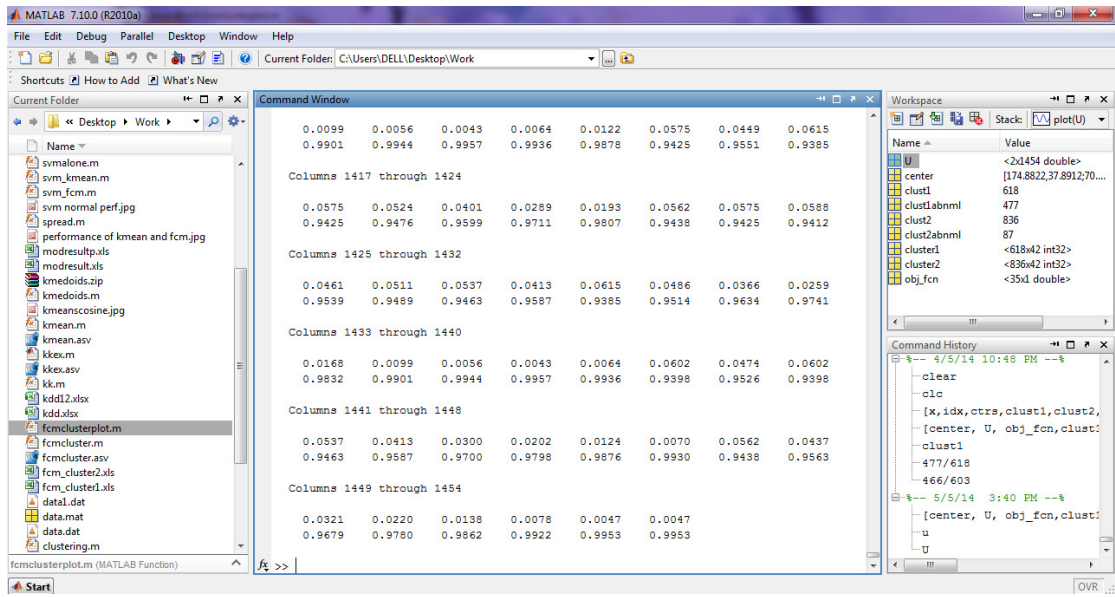 MATLAB 7.10.0 (R2010a)
File Edit Debug Parallel Desktop Window Help
Current Folder: C:\Users\DELL\Desktop\Work
Shortcuts How to Add What's New
Current Folder
« Desktop Work
Name
svmalone.m
svm_kmean.m
svm_fcm.m
svm normal perf.jpg
spread.m
performance of kmean and fcm.jpg
modresultp.xls
modresult.xls
kmedoids.zip
kmedoids.m
kmeanscosine.jpg
kmean.m
kmean.asv
kkex.m
kkex.asv
kk.m
kdd12.xlsx
kdd.xlsx
fcmclusterplot.m
fcmcluster.m
fcmcluster.asv
fcm_cluster2.xls
fcm_cluster1.xls
data1.dat
data.mat
data.dat
clustering.m
fcmclusterplot.m (MATLAB Function)
Command Window
0.0099 0.0056 0.0043 0.0064 0.0122 0.0575 0.0449 0.0615
0.9901 0.9944 0.9957 0.9936 0.9878 0.9425 0.9551 0.9385
Columns 1417 through 1424
0.0575 0.0524 0.0401 0.0289 0.0193 0.0562 0.0575 0.0588
0.9425 0.9476 0.9599 0.9711 0.9807 0.9438 0.9425 0.9412
Columns 1425 through 1432
0.0461 0.0511 0.0537 0.0413 0.0615 0.0486 0.0366 0.0259
0.9539 0.9489 0.9463 0.9587 0.9385 0.9514 0.9634 0.9741
Columns 1433 through 1440
0.0168 0.0099 0.0056 0.0043 0.0064 0.0602 0.0474 0.0602
0.9832 0.9901 0.9944 0.9957 0.9936 0.9398 0.9526 0.9398
Columns 1441 through 1448
0.0537 0.0413 0.0300 0.0202 0.0124 0.0070 0.0562 0.0437
0.9463 0.9587 0.9700 0.9798 0.9876 0.9930 0.9438 0.9563
Columns 1449 through 1454
0.0321 0.0220 0.0138 0.0078 0.0047 0.0047
0.9679 0.9780 0.9862 0.9922 0.9953 0.9953
fx >>
Workspace
Stack: plot(U)
Name Value
U <2x1454 double>
center [174.8822,37.8912;70....
clust1 618
clust1abnml 477
clust2 836
clust2abnml 87
cluster1 <618x42 int32>
cluster2 <836x42 int32>
obj_fcn <35x1 double>
Command History
%-- 4/5/14 10:48 PM --%
clear
clc
[x,idx,ctrs,clust1,clust2,
[center, U, obj_fcn,clust1
clust1
477/618
466/603
%-- 5/5/14 3:40 PM --%
[center, U, obj_fcn,clust1
u
U
Start
OVR